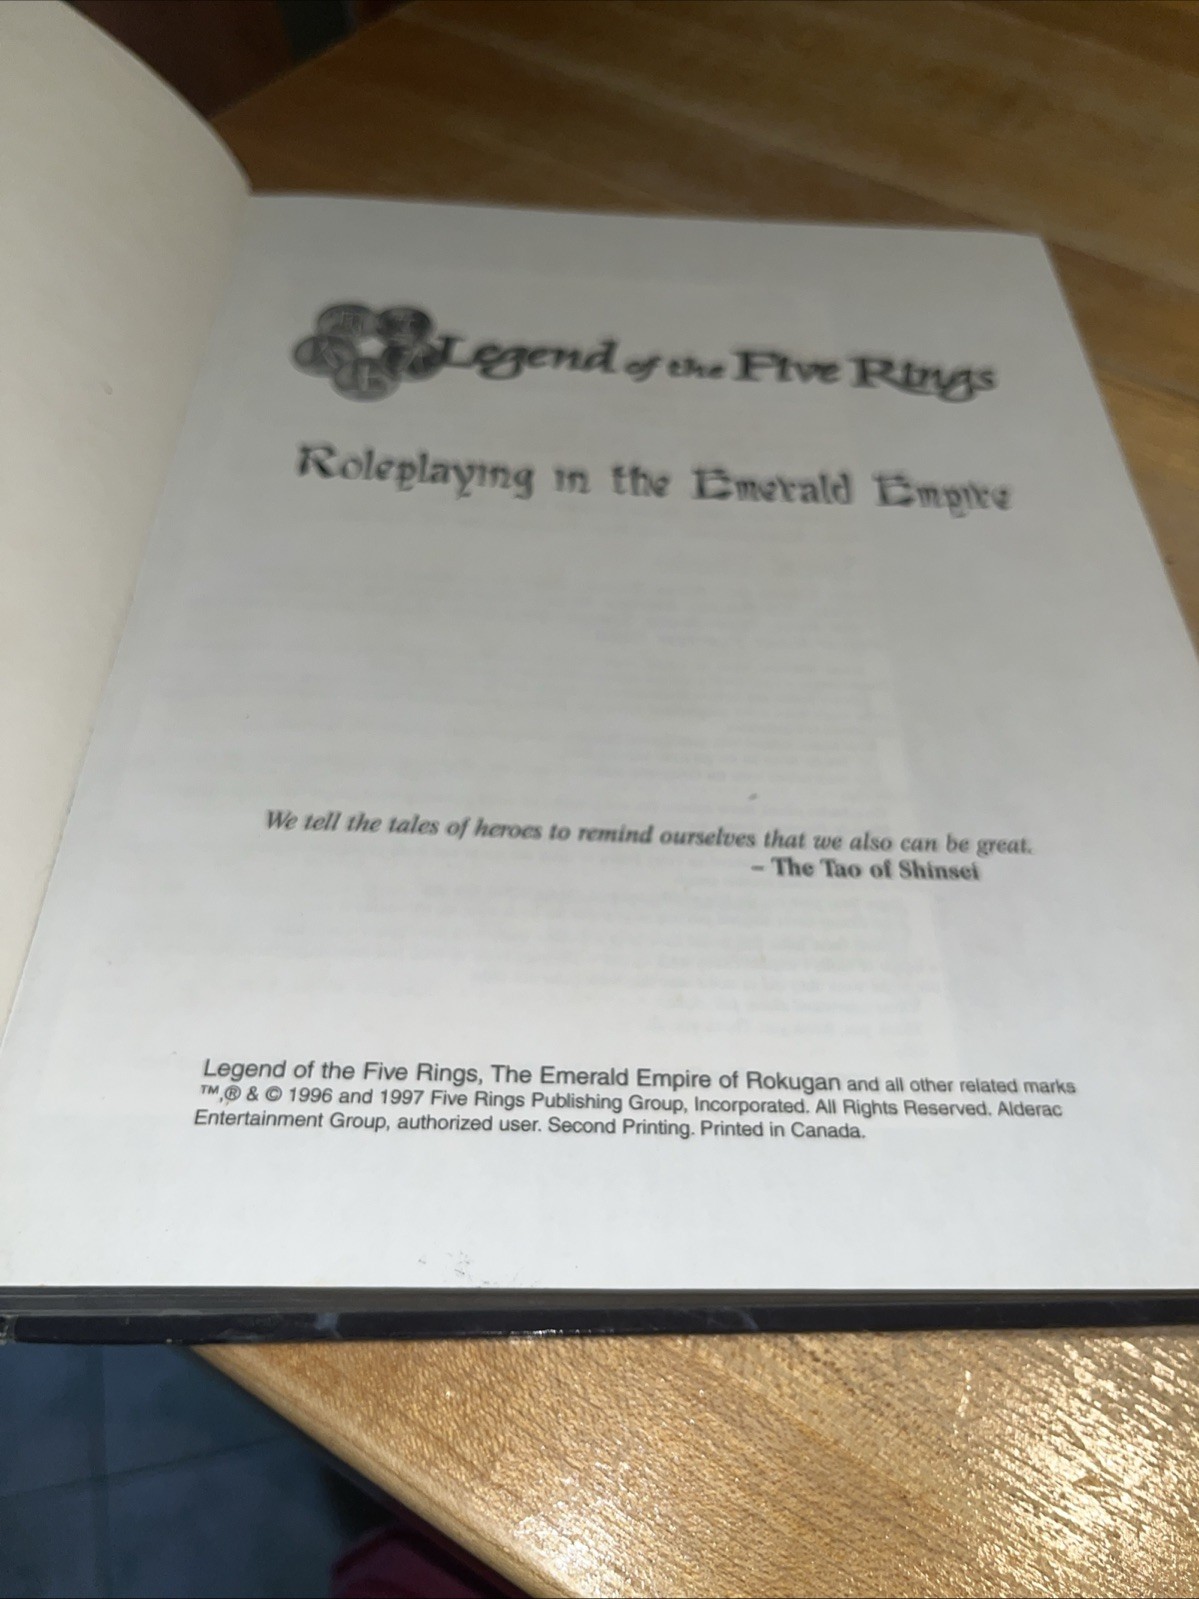 Legend of the Five Rings
Roleplaying in the Emerald Empire
We tell the tales of heroes to remind ourselves that we also can be great.
– The Tao of Shinsei
Legend of the Five Rings, The Emerald Empire of Rokugan and all other related marks
™,® & © 1996 and 1997 Five Rings Publishing Group, Incorporated. All Rights Reserved. Alderac
Entertainment Group, authorized user. Second Printing. Printed in Canada.